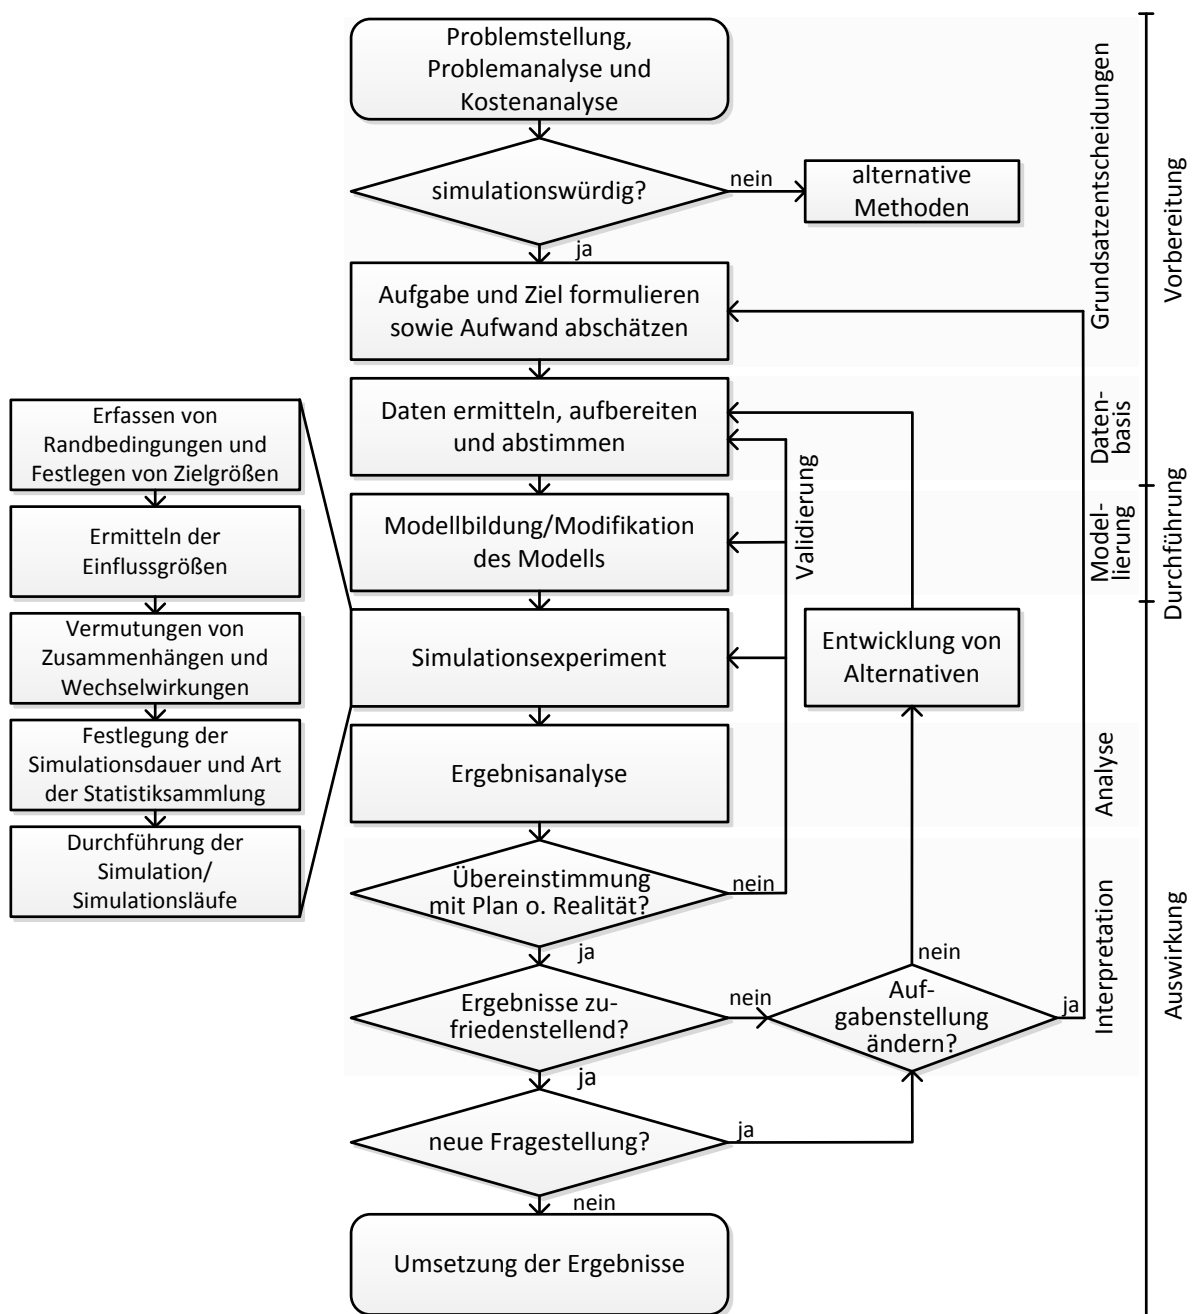 Problemstellung,
Problemanalyse und
Kostenanalyse
simulationswürdig?
nein
alternative
Methoden
ja
Aufgabe und Ziel formulieren
sowie Aufwand abschätzen
Daten ermitteln, aufbereiten
und abstimmen
Modellbildung/Modifikation
des Modells
Simulationsexperiment
Ergebnisanalyse
Übereinstimmung
mit Plan o. Realität?
nein
ja
Ergebnisse zu-
friedenstellend?
nein
ja
neue Fragestellung?
ja
nein
Umsetzung der Ergebnisse
Erfassen von
Randbedingungen und
Festlegen von Zielgrößen
Ermitteln der
Einflussgrößen
Vermutungen von
Zusammenhängen und
Wechselwirkungen
Festlegung der
Simulationsdauer und Art
der Statistiksammlung
Durchführung der
Simulation/
Simulationsläufe
Validierung
Entwicklung von
Alternativen
nein
Auf-
gabenstellung
ändern?
ja
Grundsatzentscheidungen
Daten-
basis
Model-
lierung
Analyse
Interpretation
Vorbereitung
Durchführung
Auswirkung